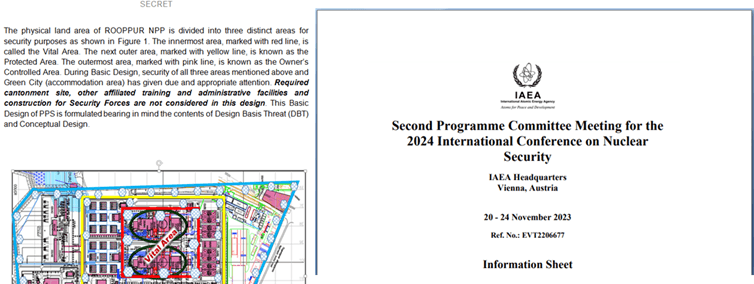 SECRET
The physical land area of ROOPPUR NPP is divided into three distinct areas for
security purposes as shown in Figure 1. The innermost area, marked with red line, is
called the Vital Area. The next outer area, marked with yellow line, is known as the
Protected Area. The outermost area, marked with pink line, is known as the Owner's
Controlled Area. During Basic Design, security of all three areas mentioned above and
Green City (accommodation area) has given due and appropriate attention. Required
cantonment site, other affiliated training and administrative facilities and
construction for Security Forces are not considered in this design. This Basic
Design of PPS is formulated bearing in mind the contents of Design Basis Threat (DBT)
and Conceptual Design.
Vital Area
IAEA
International Atomic Energy Agency
Atoms for Peace and Development
Second Programme Committee Meeting for the
2024 International Conference on Nuclear
Security
IAEA Headquarters
Vienna, Austria
20 - 24 November 2023
Ref. No.: EVT2206677
Information Sheet